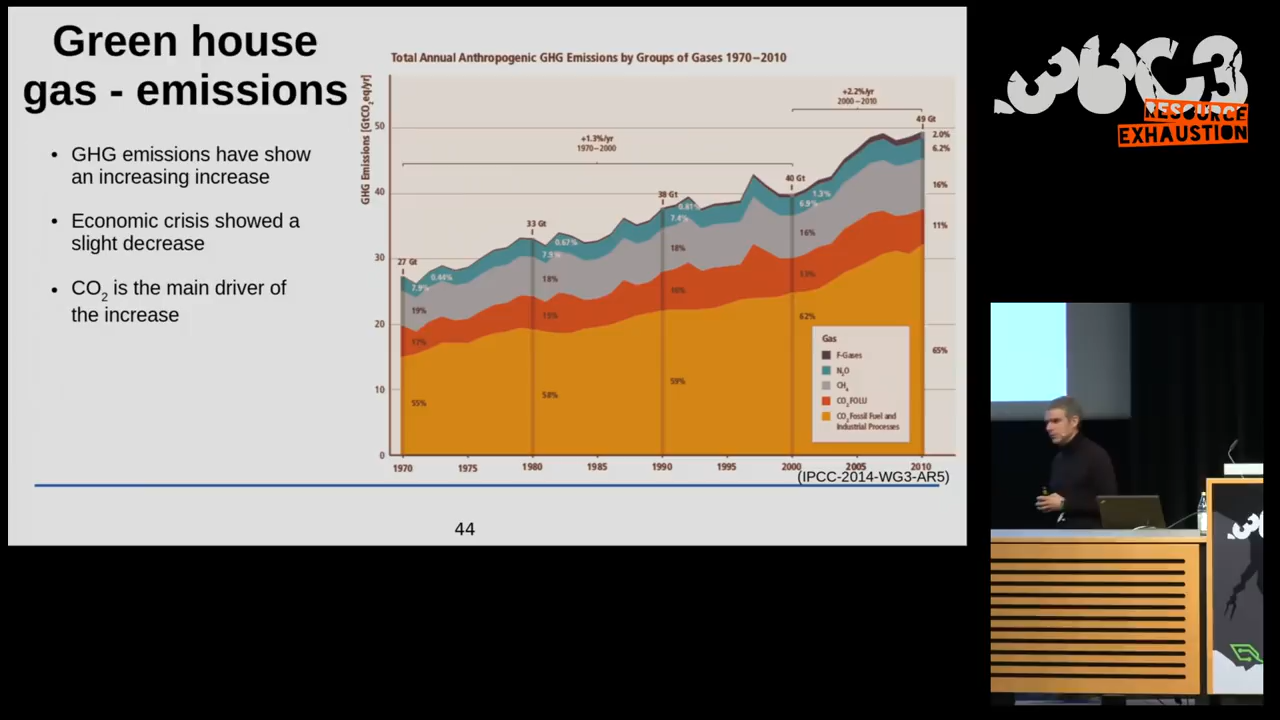 Green house
gas - emissions
• GHG emissions have show
an increasing increase
• Economic crisis showed a
slight decrease
• CO2 is the main driver of
the increase
Total Annual Anthropogenic GHG Emissions by Groups of Gases 1970–2010
GHG Emissions [GtCO2eq/yr]
+2.2%/yr
2000–2010
+1.3%/yr
1970–2000
27 Gt
33 Gt
38 Gt
40 Gt
49 Gt
50
40
30
20
10
0
0.44%
7.9%
19%
17%
55%
0.67%
7.9%
18%
19%
58%
0.81%
7.4%
18%
16%
59%
1.3%
6.9%
16%
13%
62%
2.0%
6.2%
16%
11%
65%
Gas
F-Gases
N2O
CH4
CO2 FOLU
CO2 Fossil Fuel and
Industrial Processes
1970 1975 1980 1985 1990 1995 2000 2005 2010
(IPCC-2014-WG3-AR5)
44
36C3
RESOURCE
EXHAUSTION